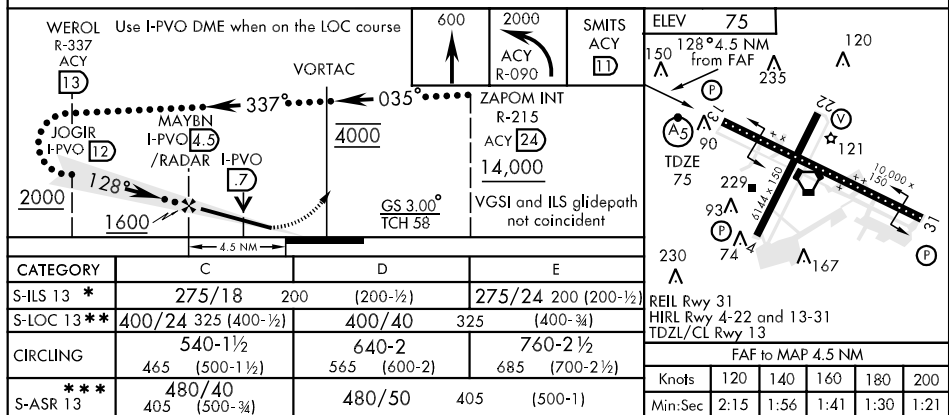 Use I-PVO DME when on the LOC course
WEROL
R-337
ACY
13
VORTAC
337°
035°
4000
ZAPOM INT
R-215
ACY 24
14,000
JOGIR
I-PVO 12
MAYBN
I-PVO 4.5
/RADAR
I-PVO
.7
128°
2000
1600
GS 3.00°
TCH 58
VGSI and ILS glidepath
not coincident
4.5 NM
600
2000
ACY
R-090
SMITS
ACY
11
CATEGORY C D E
S-ILS 13 * 275/18 200 (200-½) 275/24 200 (200-½)
S-LOC 13** 400/24 325 (400-½) 400/40 325 (400-¾)
CIRCLING 540-1½ 465 (500-1½) 640-2 565 (600-2) 760-2½ 685 (700-2½)
*** S-ASR 13 480/40 405 (500-¾) 480/50 405 (500-1)
ELEV 75
128° 4.5 NM
from FAF
150
235
120
P
V
A5
90
TDZE
75
13
22
121
10,000 x
150
229
6144 x 150
93
P
74
4
31
P
230
167
REIL Rwy 31
HIRL Rwy 4-22 and 13-31
TDZL/CL Rwy 13
FAF to MAP 4.5 NM
Knots 120 140 160 180 200
Min:Sec 2:15 1:56 1:41 1:30 1:21